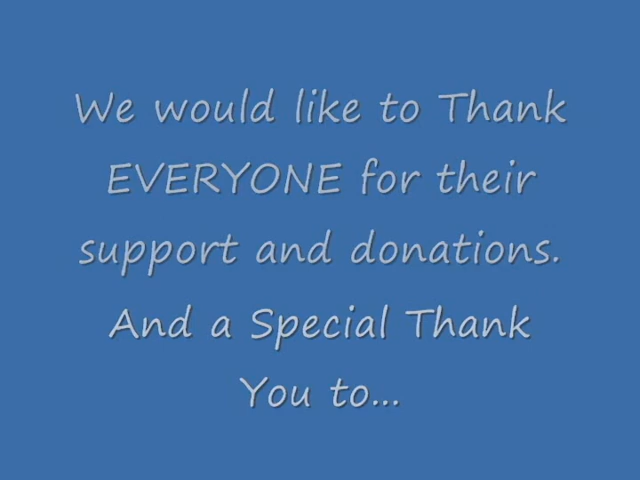 We would like to Thank
EVERYONE for their
support and donations.
And a Special Thank
You to...